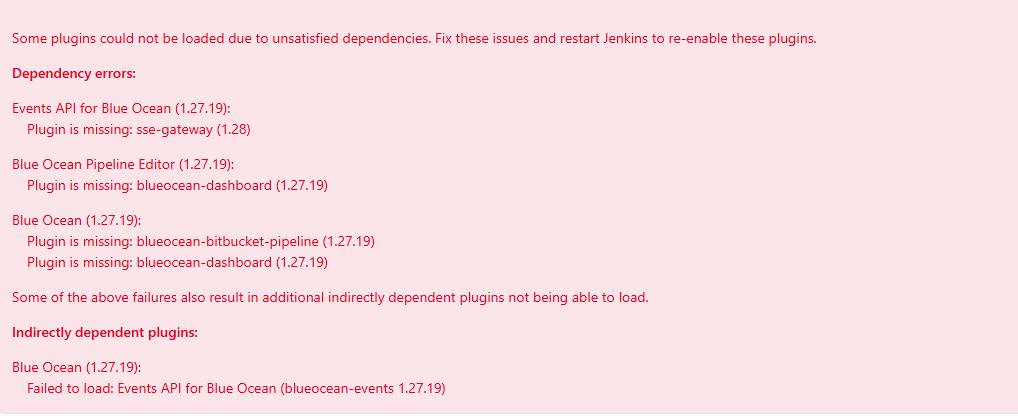 Some plugins could not be loaded due to unsatisfied dependencies. Fix these issues and restart Jenkins to re-enable these plugins.
Dependency errors:
Events API for Blue Ocean (1.27.19):
Plugin is missing: sse-gateway (1.28)
Blue Ocean Pipeline Editor (1.27.19):
Plugin is missing: blueocean-dashboard (1.27.19)
Blue Ocean (1.27.19):
Plugin is missing: blueocean-bitbucket-pipeline (1.27.19)
Plugin is missing: blueocean-dashboard (1.27.19)
Some of the above failures also result in additional indirectly dependent plugins not being able to load.
Indirectly dependent plugins:
Blue Ocean (1.27.19):
Failed to load: Events API for Blue Ocean (blueocean-events 1.27.19)